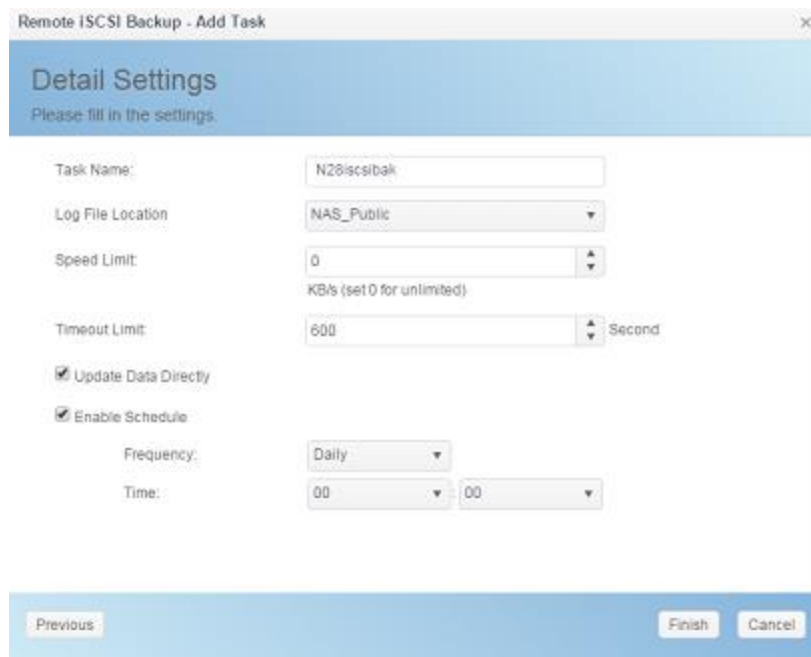 Remote iSCSI Backup - Add Task
Detail Settings
Please fill in the settings.
Task Name: N28iscsibak
Log File Location NAS_Public
Speed Limit: 0
KB/s (set 0 for unlimited)
Timeout Limit: 600 Second
Update Data Directly
Enable Schedule
Frequency: Daily
Time: 00 : 00
Previous Finish Cancel